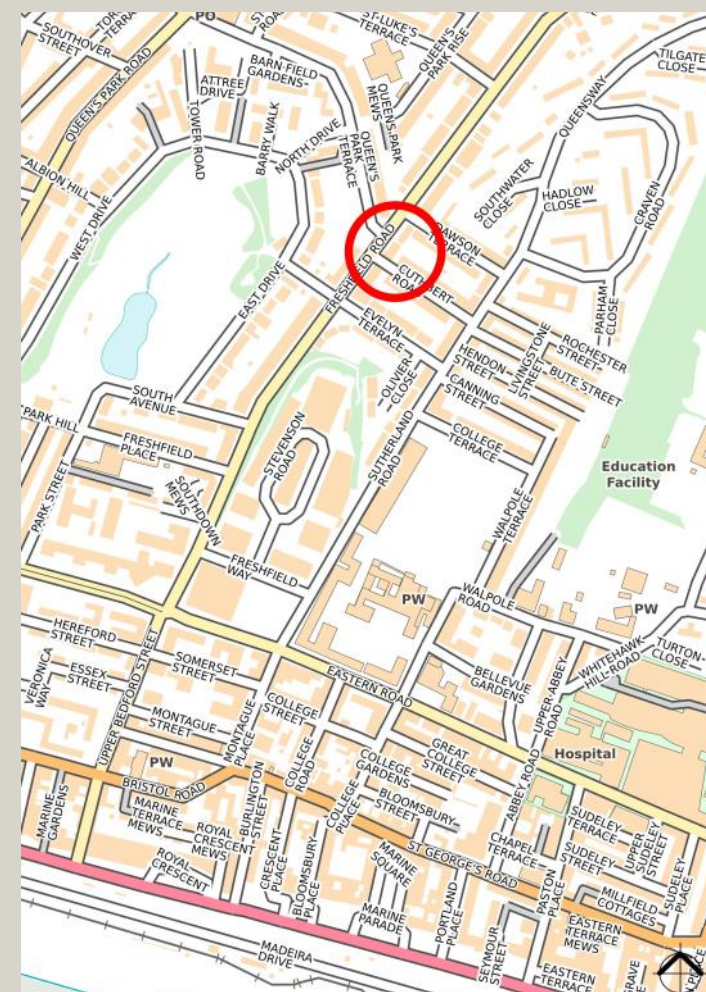 PO
SOUTHOVER
STREET
QUEEN'S PARK ROAD
ST-LUKE'S
TERRACE
QUEEN'S
PARK RISE
BARN FIELD
GARDENS
ATTREE
DRIVE
TOWER ROAD
BARRY WALK
NORTH DRIVE
QUEEN'S
PARK
TERRACE
QUEENS-PARK
MEWS
QUEENSWAY
TILGATE
CLOSE
ALBION HILL
WEST DRIVE
EAST DRIVE
SOUTHWATER
CLOSE
HADLOW
CLOSE
CRAVEN
ROAD
PARHAM
CLOSE
DAWSON
TERRACE
FRESHFIELD ROAD
CUTHBERT
ROAD
EVELYN
TERRACE
OLIVIER
CLOSE
HENDON
STREET
CANNING
STREET
LIVINGSTONE
STREET
ROCHESTER
STREET
BUTE STREET
COLLEGE
TERRACE
SOUTH
AVENUE
PARK HILL
FRESHFIELD
PLACE
PARK STREET
SOUTHDOWN
MEWS
STEVENSON
ROAD
SUTHERLAND
ROAD
WALPOLE
TERRACE
Education
Facility
FRESHFIELD
WAY
PW
WALPOLE
ROAD
PW
WHITEHAWK
HILL-ROAD
TURTON-
CLOSE
HEREFORD
STREET
ESSEX
STREET
VERONICA
WAY
UPPER BEDFORD STREET
SOMERSET
STREET
MONTAGUE
STREET
MONTAGUE
PLACE
EASTERN ROAD
BELLEVUE
GARDENS
UPPER-ABBEY
ROAD
Hospital
COLLEGE
STREET
COLLEGE
ROAD
GREAT
COLLEGE
STREET
COLLEGE
GARDENS
COLLEGE
PLACE
BLOOMSBURY
STREET
ABBEY ROAD
PW
BRISTOL ROAD
MARINE
GARDENS
MARINE
TERRACE
MEWS
ROYAL
CRESCENT
MEWS
ROYAL
CRESCENT
BURLINGTON
STREET
CRESCENT
PLACE
BLOOMSBURY
PLACE
ST GEORGE'S ROAD
MARINE
SQUARE
MARINE
PARADE
CHAPEL
TERRACE
PORTLAND
PLACE
PASTON
PLACE
SEYMOUR
STREET
SUDELEY
TERRACE
SUDELEY
STREET
UPPER
SUDELEY
STREET
SUDELEY
PLACE
MILLFIELD
COTTAGES
EASTERN
TERRACE
MEWS
EASTERN
TERRACE
MADEIRA
DRIVE